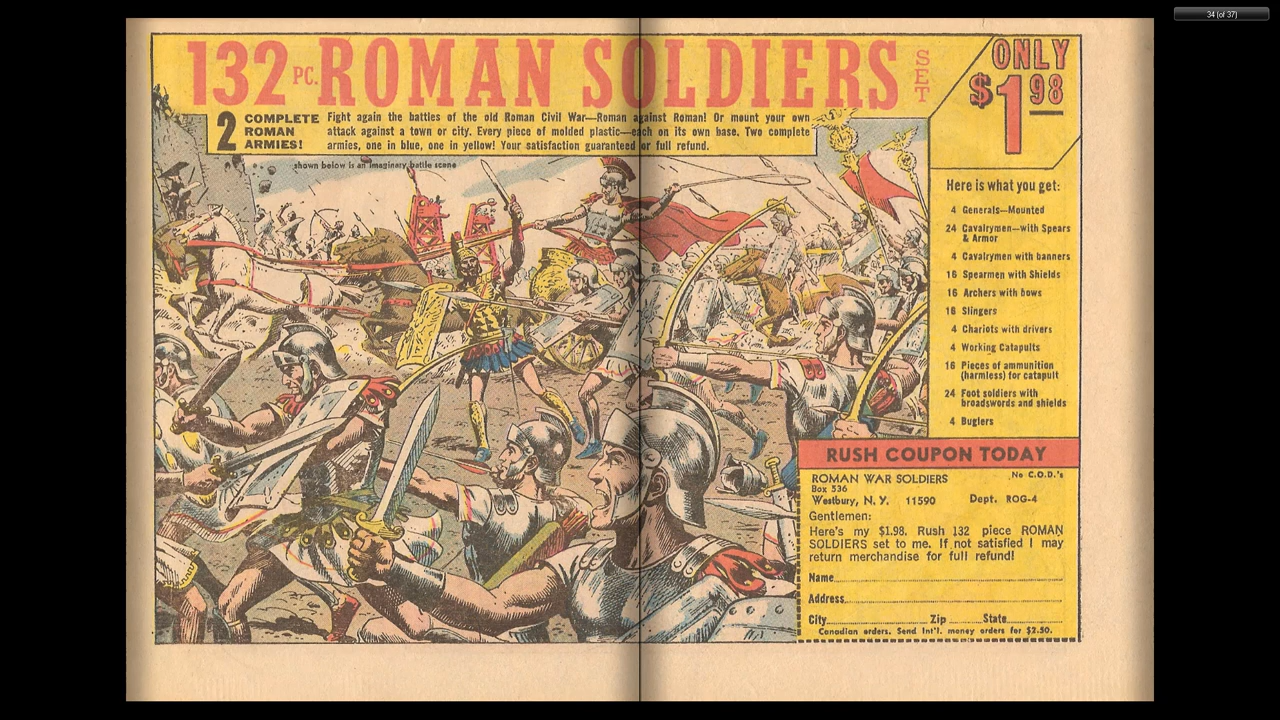 34 (of 37)
132 PC. ROMAN SOLDIERS SET
ONLY
$1.98
2 COMPLETE
ROMAN
ARMIES!
Fight again the battles of the old Roman Civil War—Roman against Roman! Or mount your own
attack against a town or city. Every piece of molded plastic—each on its own base. Two complete
armies, one in blue, one in yellow! Your satisfaction guaranteed or full refund.
shown below is an imaginary battle scene
Here is what you get:
4 Generals—Mounted
24 Cavalrymen—with Spears
& Armor
4 Cavalrymen with banners
16 Spearmen with Shields
16 Archers with bows
16 Slingers
4 Chariots with drivers
4 Working Catapults
16 Pieces of ammunition
(harmless) for catapult
24 Foot soldiers with
broadswords and shields
4 Buglers
RUSH COUPON TODAY
ROMAN WAR SOLDIERS No C.O.D.'s
Box 536
Westbury, N. Y. 11590 Dept. ROG-4
Gentlemen:
Here's my $1.98. Rush 132 piece ROMAN
SOLDIERS set to me. If not satisfied I may
return merchandise for full refund!
Name
Address
City Zip State
Canadian orders. Send Int'l. money orders for $2.50.